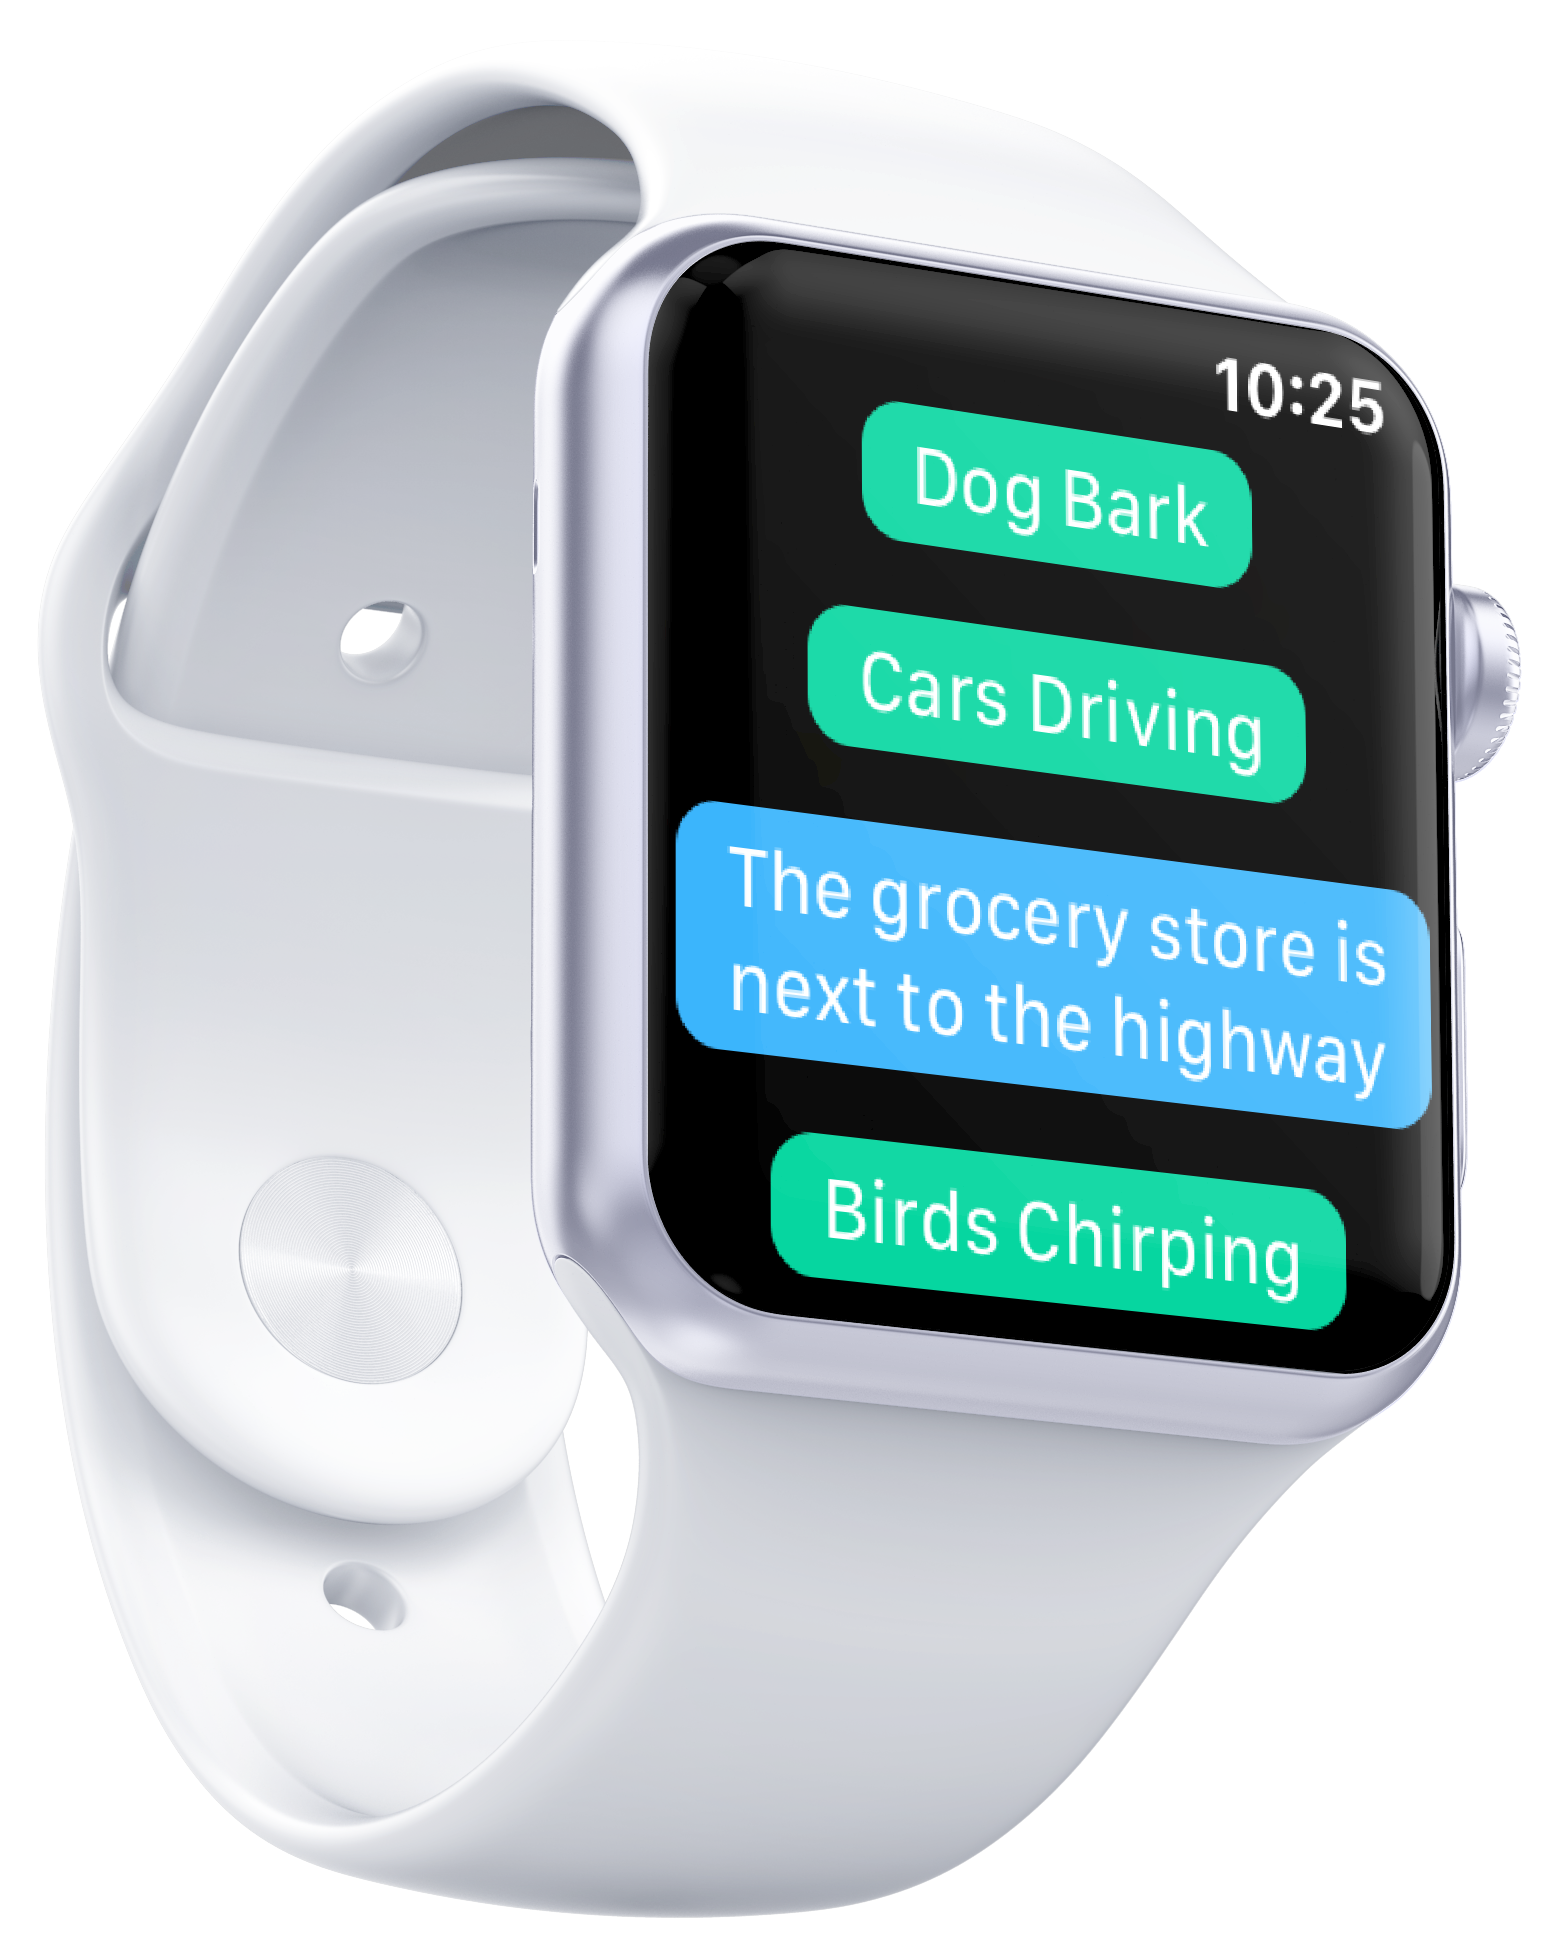 10:25
Dog Bark
Cars Driving
The grocery store is
next to the highway
Birds Chirping